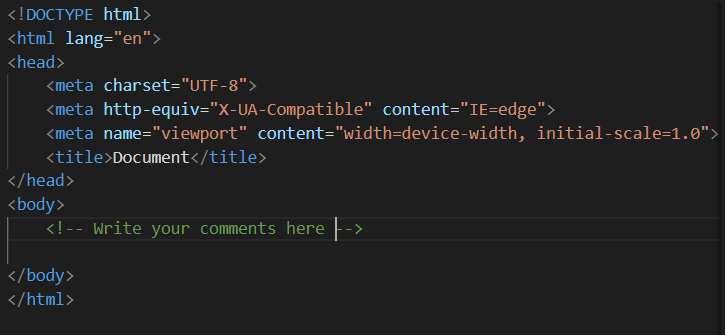 <!DOCTYPE html>
<html lang="en">
<head>
    <meta charset="UTF-8">
    <meta http-equiv="X-UA-Compatible" content="IE=edge">
    <meta name="viewport" content="width=device-width, initial-scale=1.0">
    <title>Document</title>
</head>
<body>
    <!-- Write your comments here -->
</body>
</html>